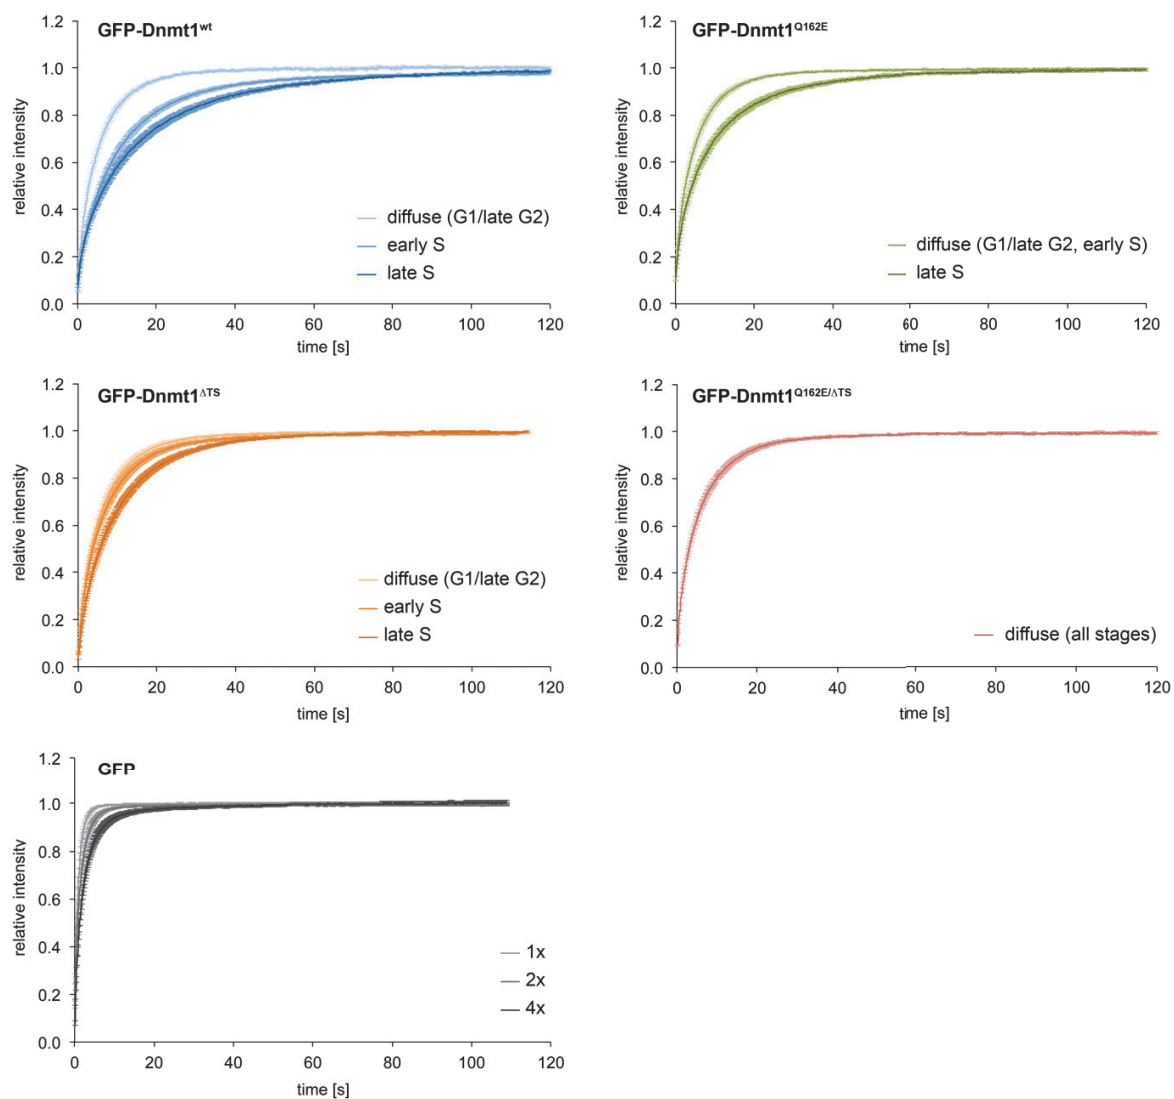 GFP-Dnmt1wt
1.2
1.0
0.8
0.6
0.4
0.2
0.0
relative intensity
diffuse (G1/late G2)
early S
late S
0 20 40 60 80 100 120
time [s]
GFP-Dnmt1Q162E
1.2
1.0
0.8
0.6
0.4
0.2
0.0
relative intensity
diffuse (G1/late G2, early S)
late S
0 20 40 60 80 100 120
time [s]
GFP-Dnmt1ΔTS
1.2
1.0
0.8
0.6
0.4
0.2
0.0
relative intensity
diffuse (G1/late G2)
early S
late S
0 20 40 60 80 100 120
time [s]
GFP-Dnmt1Q162E/ΔTS
1.2
1.0
0.8
0.6
0.4
0.2
0.0
relative intensity
diffuse (all stages)
0 20 40 60 80 100 120
time [s]
GFP
1.2
1.0
0.8
0.6
0.4
0.2
0.0
relative intensity
1x
2x
4x
0 20 40 60 80 100 120
time [s]